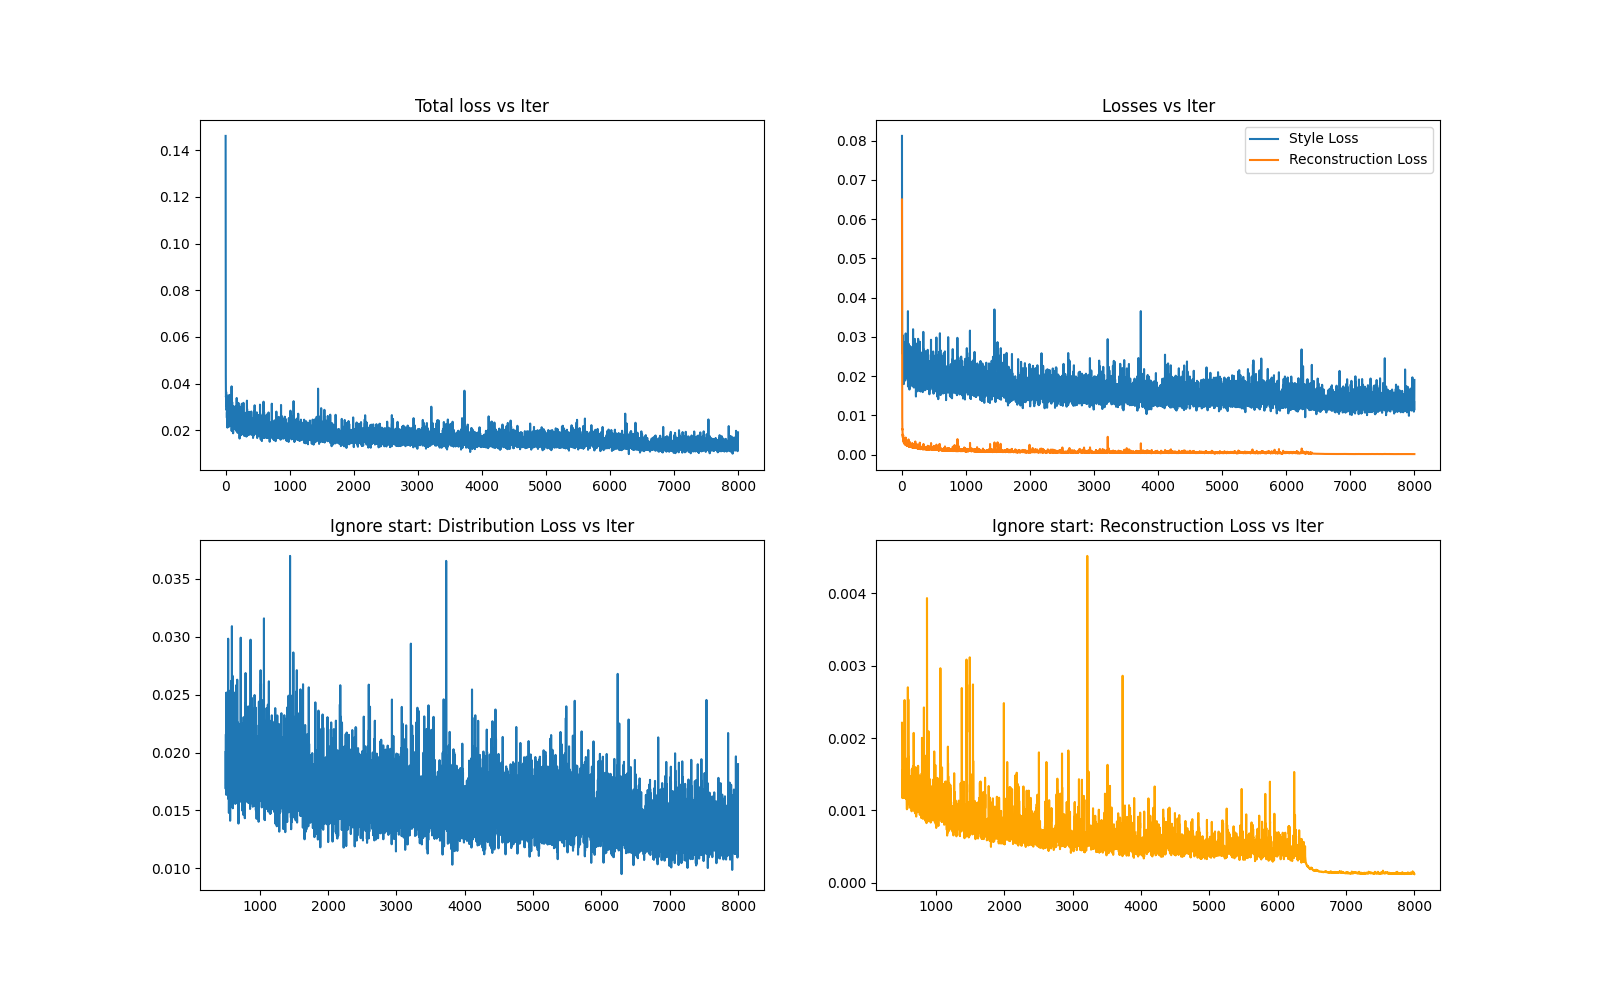 Total loss vs Iter
0.14
0.12
0.10
0.08
0.06
0.04
0.02
0 1000 2000 3000 4000 5000 6000 7000 8000
Losses vs Iter
Style Loss
Reconstruction Loss
0.08
0.07
0.06
0.05
0.04
0.03
0.02
0.01
0.00
0 1000 2000 3000 4000 5000 6000 7000 8000
Ignore start: Distribution Loss vs Iter
0.035
0.030
0.025
0.020
0.015
0.010
1000 2000 3000 4000 5000 6000 7000 8000
Ignore start: Reconstruction Loss vs Iter
0.004
0.003
0.002
0.001
0.000
1000 2000 3000 4000 5000 6000 7000 8000